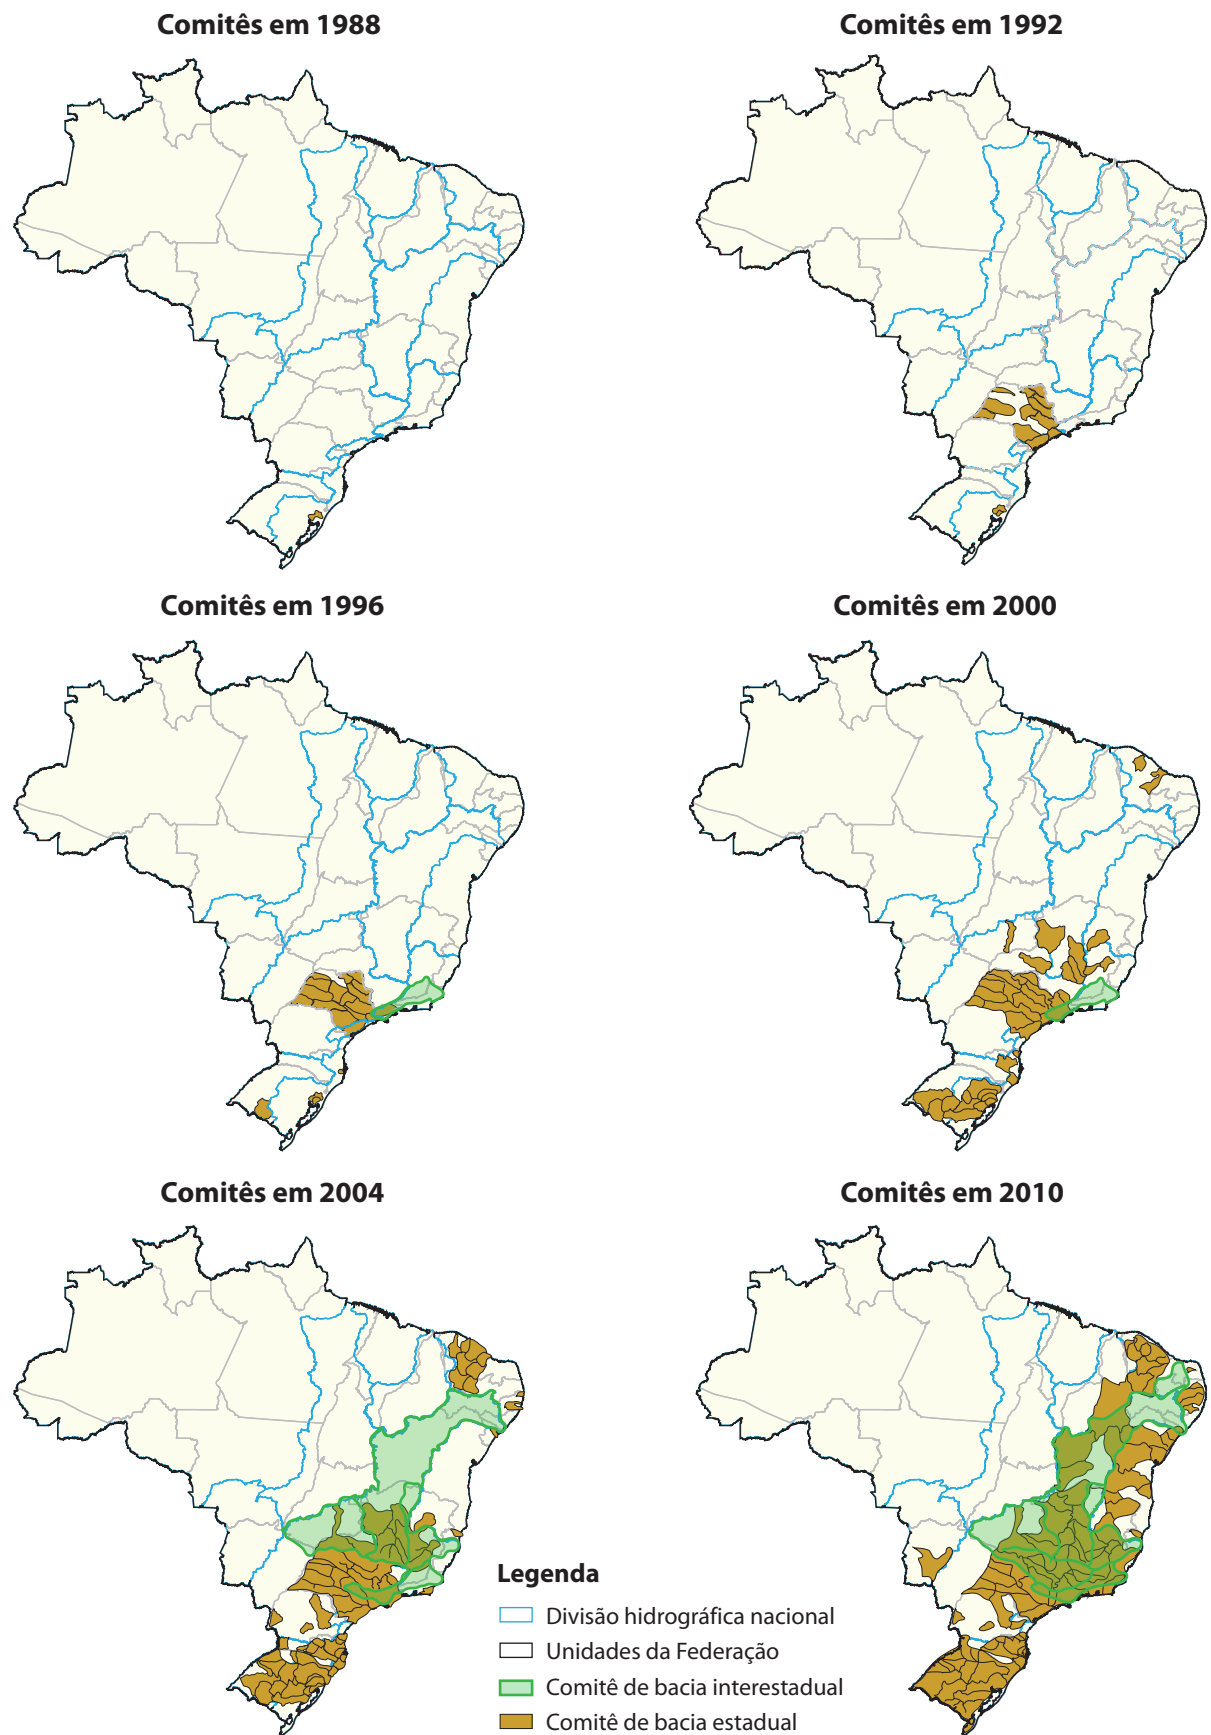 Comitês em 1988
Comitês em 1992
Comitês em 1996
Comitês em 2000
Comitês em 2004
Comitês em 2010
Legenda
Divisão hidrográfica nacional
Unidades da Federação
Comitê de bacia interestadual
Comitê de bacia estadual